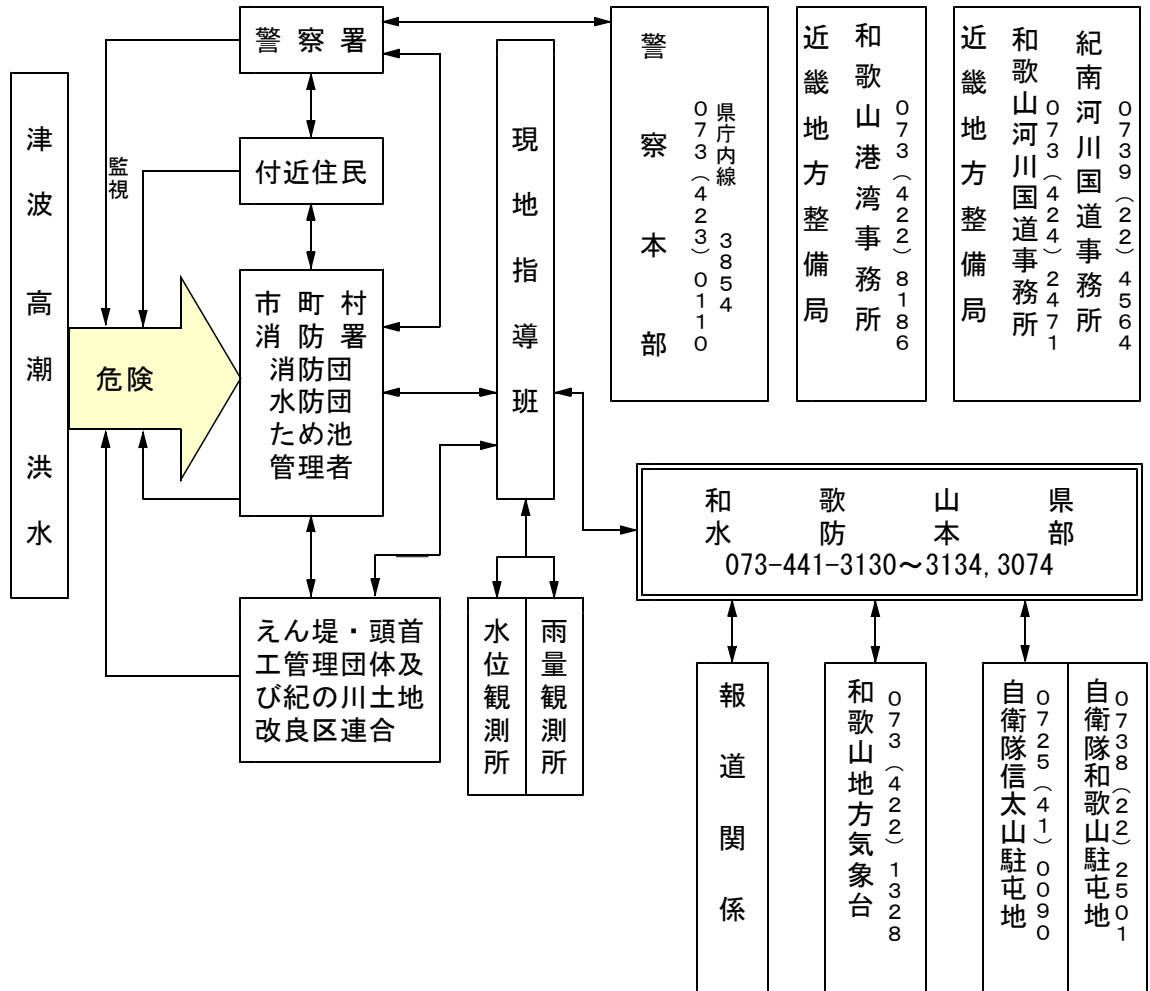 津波 高潮 洪水
監視
危険
警察署
付近住民
市町村
消防署
消防団
水防団
ため池
管理者
えん堤・頭首
工管理団体及
び紀の川土地
改良区連合
現地指導班
水位観測所
雨量観測所
警察本部
県庁内線 3854
073(423)0110
近畿地方整備局
和歌山港湾事務所
073(422)8186
近畿地方整備局
和歌山河川国道事務所
073(424)2471
紀南河川国道事務所
0739(22)4564
和歌山県
水防本部
073-441-3130～3134,3074
報道関係
和歌山地方気象台
073(422)1328
自衛隊信太山駐屯地
0725(41)0090
自衛隊和歌山駐屯地
0738(22)2501